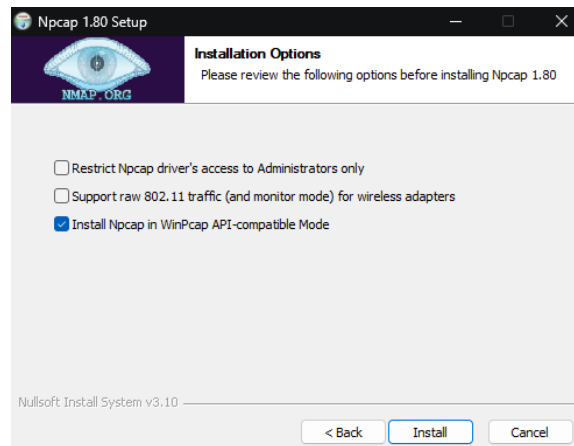 Npcap 1.80 Setup
NMAP.ORG
Installation Options
Please review the following options before installing Npcap 1.80
Restrict Npcap driver's access to Administrators only
Support raw 802.11 traffic (and monitor mode) for wireless adapters
Install Npcap in WinPcap API-compatible Mode
Nullsoft Install System v3.10
< Back Install Cancel